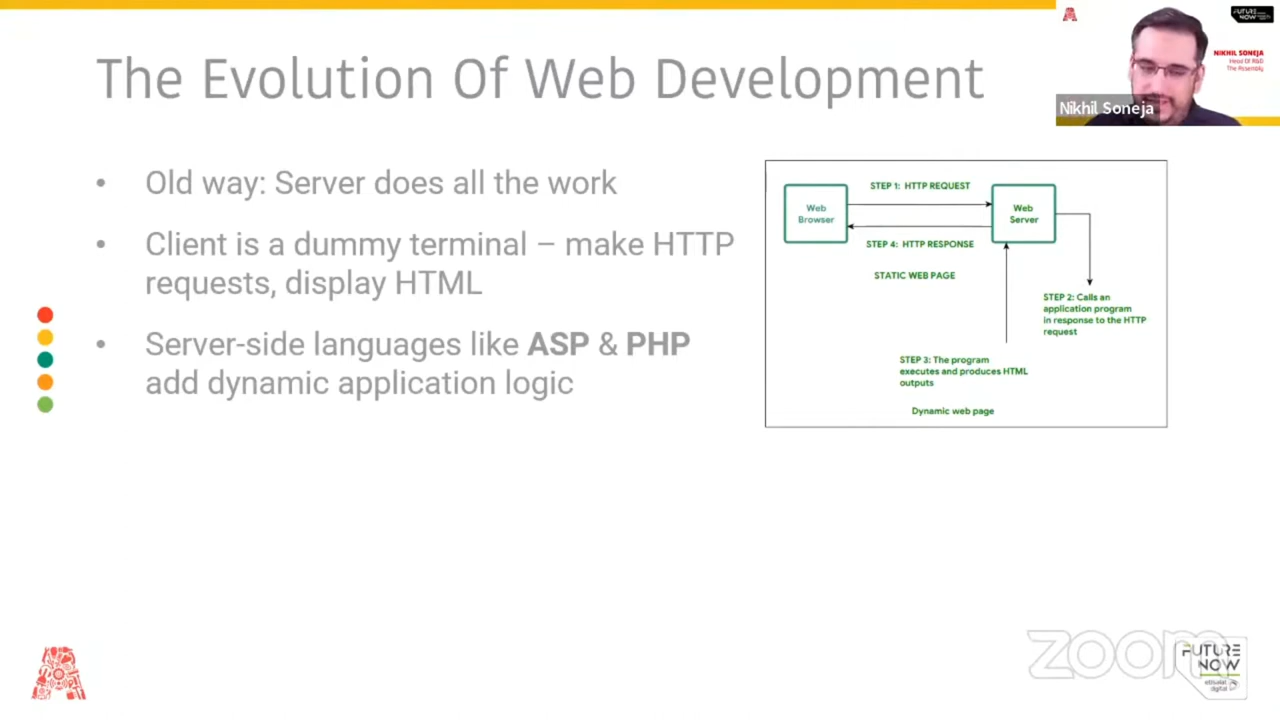 The Evolution Of Web Development
• Old way: Server does all the work
• Client is a dummy terminal – make HTTP
requests, display HTML
• Server-side languages like ASP & PHP
add dynamic application logic
FUTURE
NOW
NIKHIL SONEJA
Head Of R&D
The Assembly
Nikhil Soneja
STEP 1: HTTP REQUEST
Web
Browser
Web
Server
STEP 4: HTTP RESPONSE
STATIC WEB PAGE
STEP 2: Calls an
application program
in response to the HTTP
request
STEP 3: The program
executes and produces HTML
outputs
Dynamic web page
zoom
FUTURE
NOW
etisalat
digital